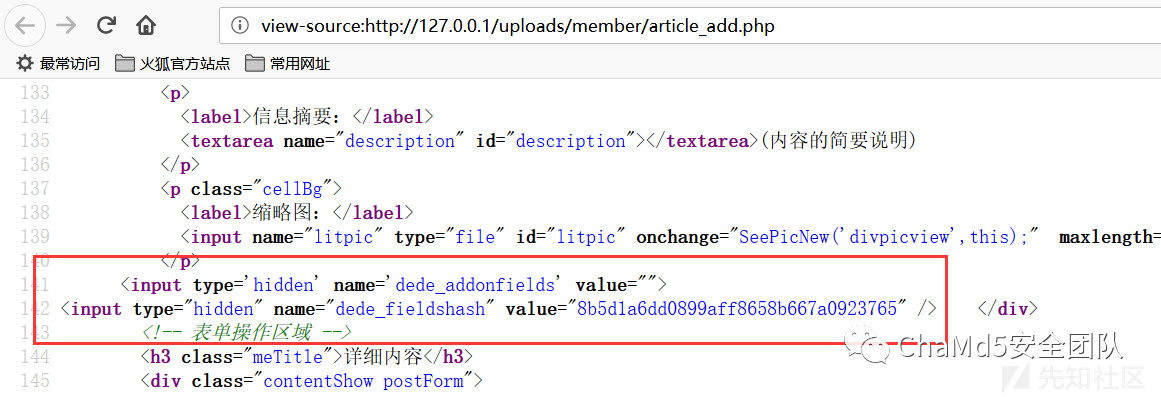 view-source:http://127.0.0.1/uploads/member/article_add.php
最常访问 火狐官方站点 常用网址
133 <p>
134 <label>信息摘要：</label>
135 <textarea name="description" id="description"></textarea>(内容的简要说明)
136 </p>
137 <p class="cellBg">
138 <label>缩略图：</label>
139 <input name="litpic" type="file" id="litpic" onchange="SeePicNew('divpicview',this);" maxlength=
140 </p>
141 <input type='hidden' name='dede_addonfields' value="">
142 <input type="hidden" name="dede_fieldshash" value="8b5d1a6dd0899aff8658b667a0923765" /> </div>
143 <!-- 表单操作区域 -->
144 <h3 class="meTitle">详细内容</h3>
145 <div class="contentShow postForm">
ChaMd5安全团队
先知社区